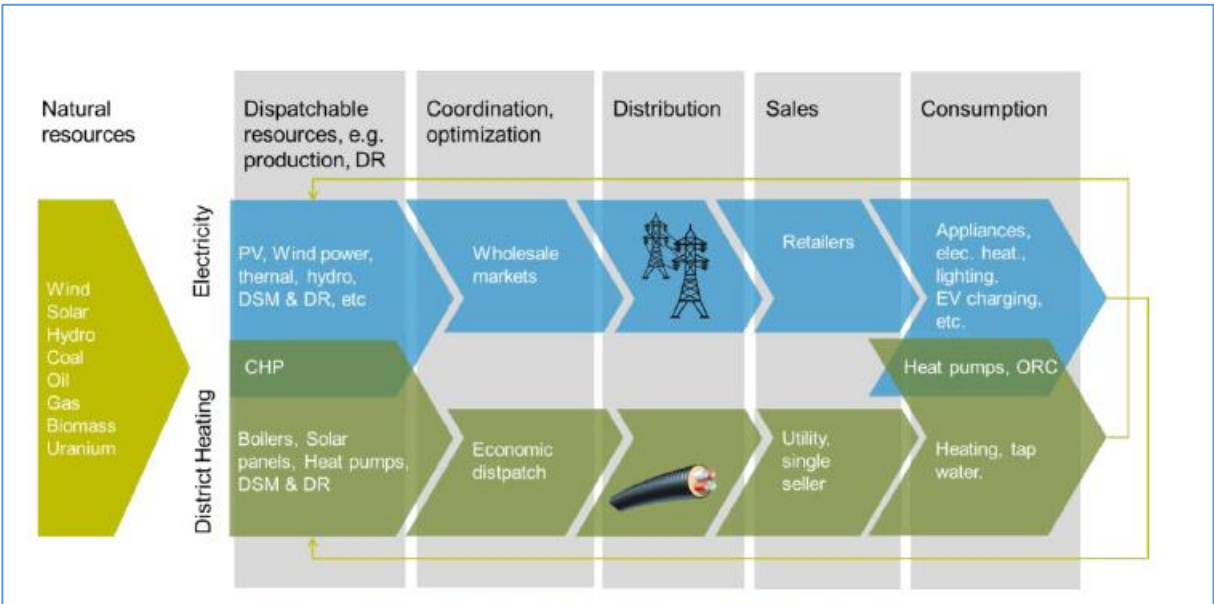 Natural
resources
Dispatchable
resources, e.g.
production, DR
Coordination,
optimization
Distribution
Sales
Consumption
Wind
Solar
Hydro
Coal
Oil
Gas
Biomass
Uranium
Electricity
PV, Wind power,
thernal, hydro,
DSM & DR, etc
Wholesale
markets
Retailers
Appliances,
elec. heat.,
lighting,
EV charging,
etc.
CHP
Heat pumps, ORC
District Heating
Boilers, Solar
panels, Heat pumps,
DSM & DR
Economic
distpatch
Utility,
single
seller
Heating, tap
water.